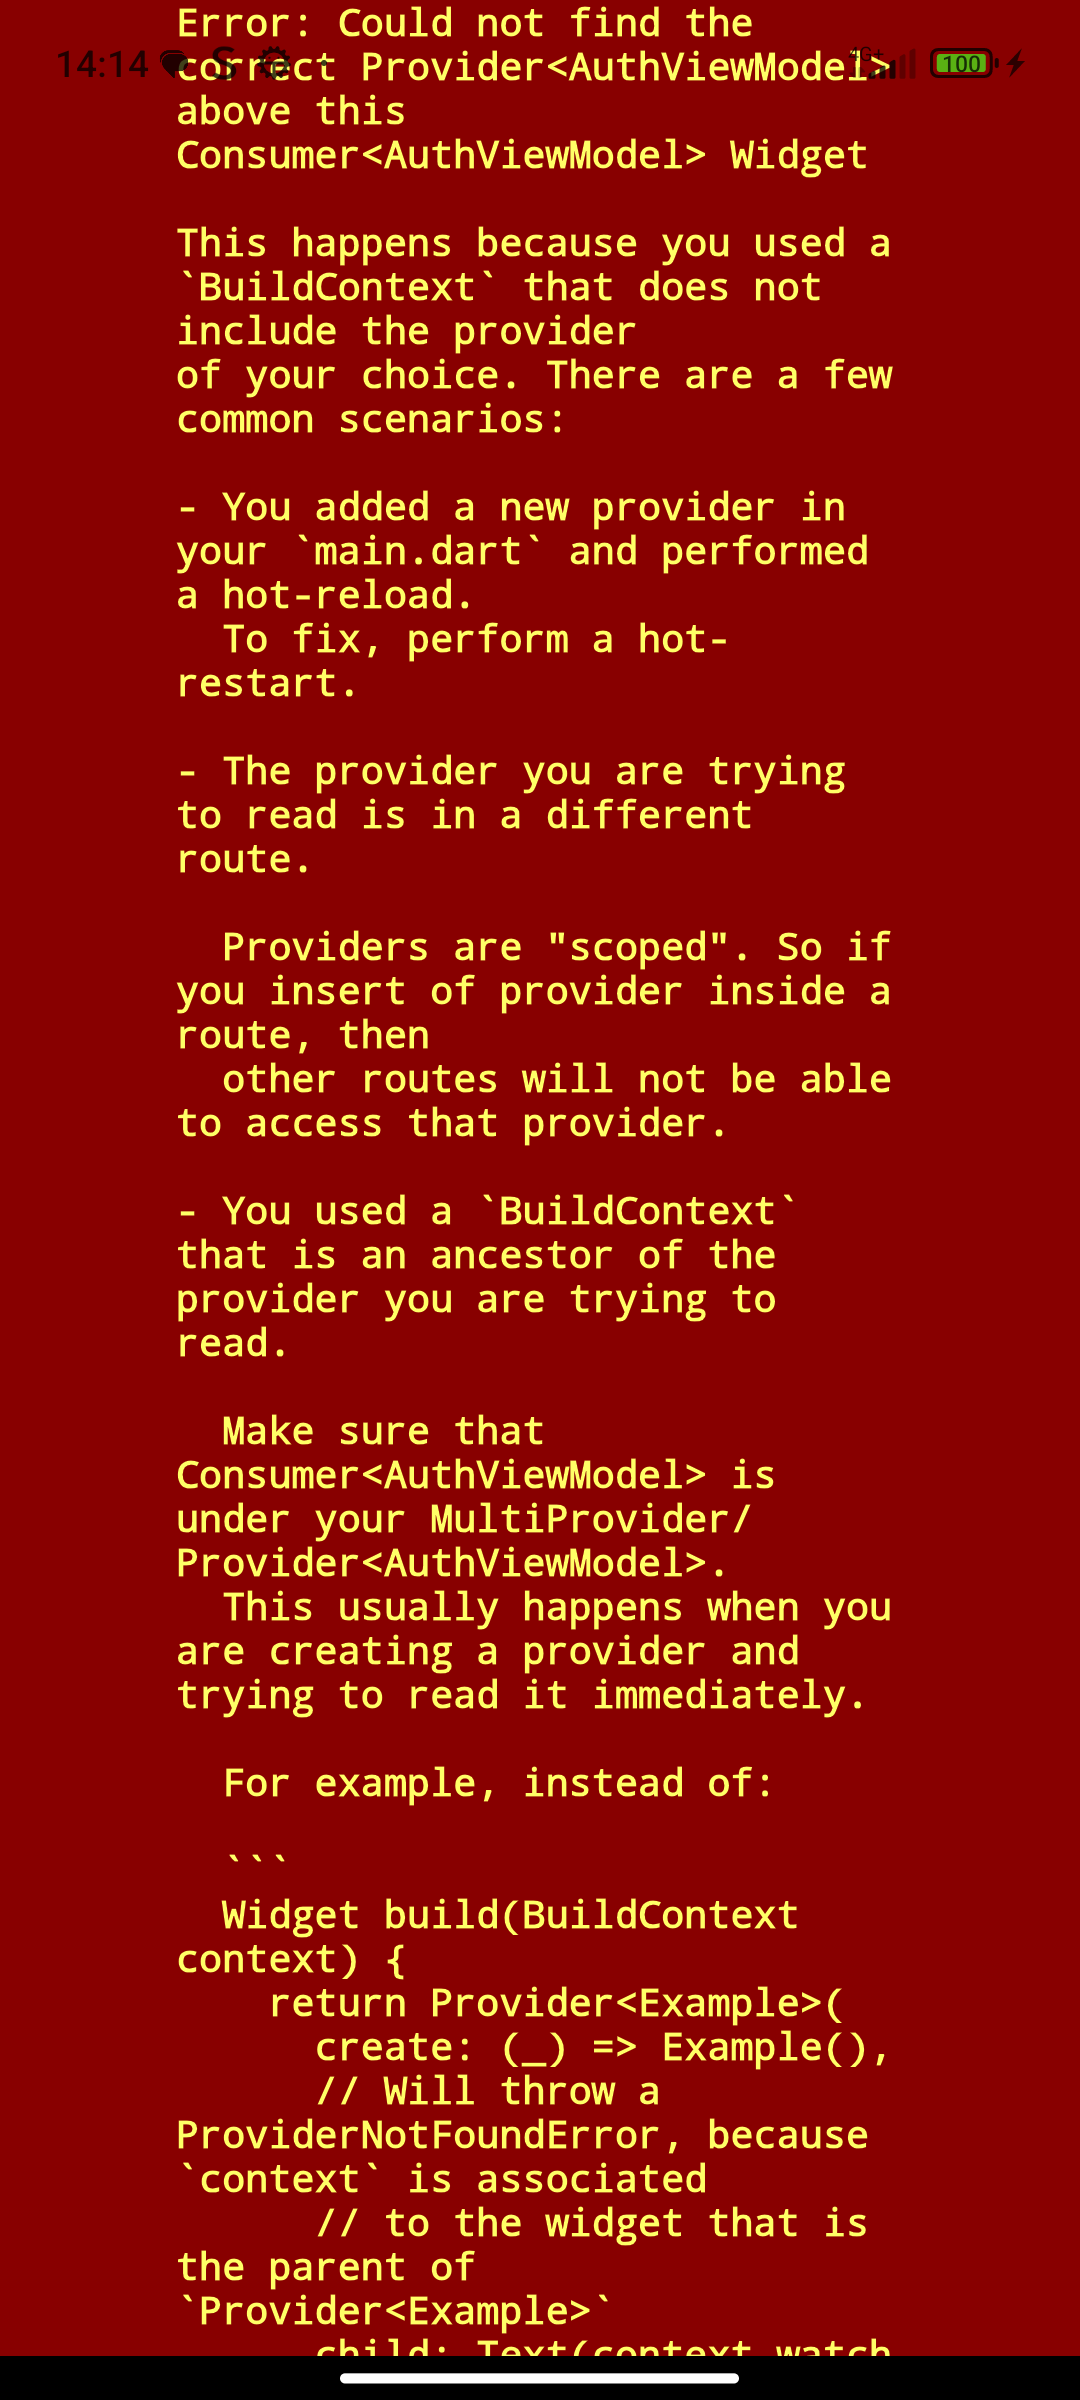 Error: Could not find the
14:14 S 4G+ 100
correct Provider<AuthViewModel>
above this
Consumer<AuthViewModel> Widget
This happens because you used a
`BuildContext` that does not
include the provider
of your choice. There are a few
common scenarios:
- You added a new provider in
your `main.dart` and performed
a hot-reload.
To fix, perform a hot-
restart.
- The provider you are trying
to read is in a different
route.
Providers are "scoped". So if
you insert of provider inside a
route, then
other routes will not be able
to access that provider.
- You used a `BuildContext`
that is an ancestor of the
provider you are trying to
read.
Make sure that
Consumer<AuthViewModel> is
under your MultiProvider/
Provider<AuthViewModel>.
This usually happens when you
are creating a provider and
trying to read it immediately.
For example, instead of:
```
Widget build(BuildContext
context) {
return Provider<Example>(
create: (_) => Example(),
// Will throw a
ProviderNotFoundError, because
`context` is associated
// to the widget that is
the parent of
`Provider<Example>`
child: Text(context.watch